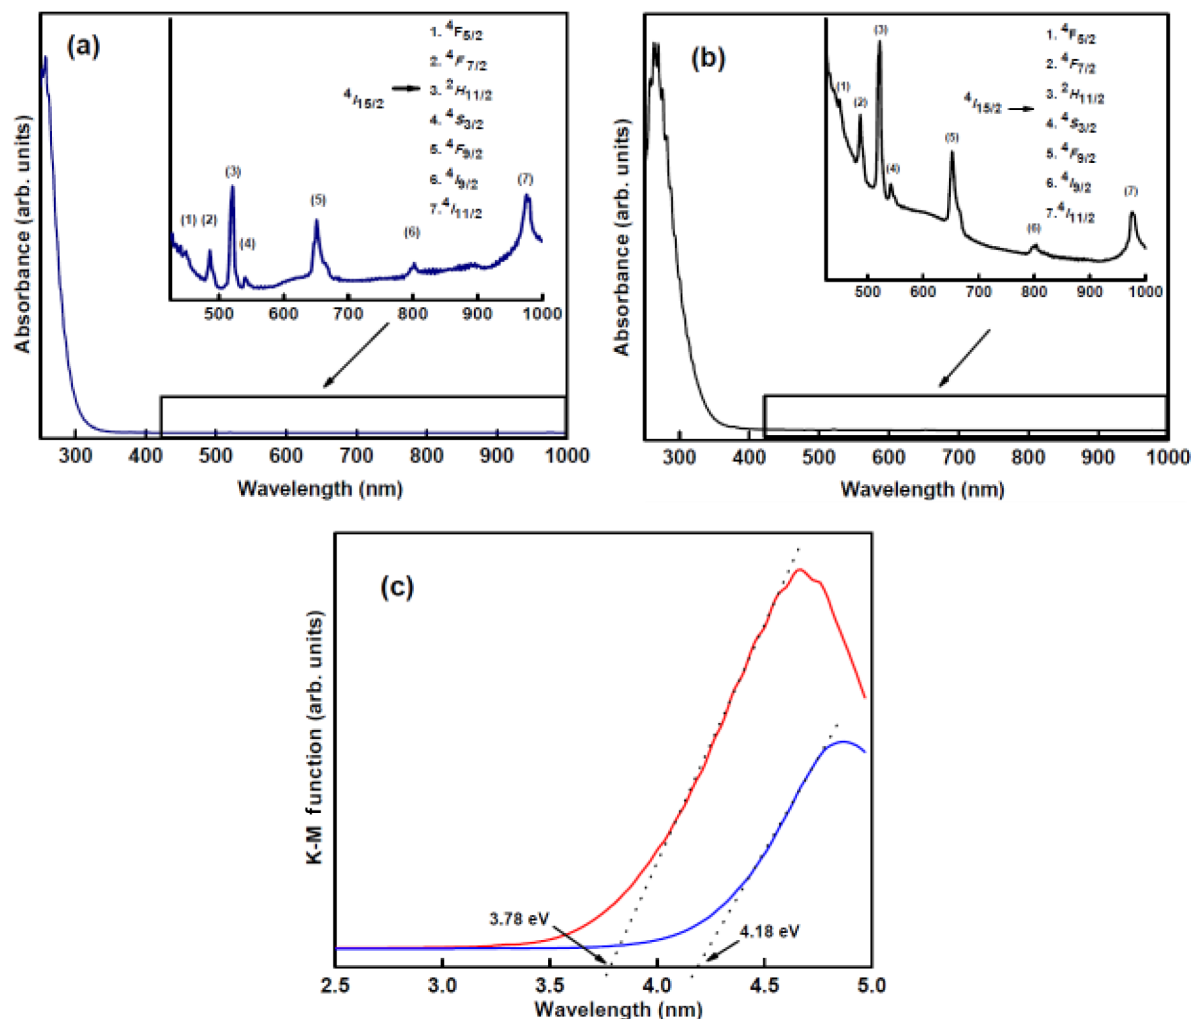 (a)
⁴I₁₅/₂
1. ⁴F₅/₂
2. ⁴F₇/₂
3. ²H₁₁/₂
4. ⁴S₃/₂
5. ⁴F₉/₂
6. ⁴I₉/₂
7. ⁴I₁₁/₂
(1) (2) (3) (4) (5) (6) (7)
500 600 700 800 900 1000
Absorbance (arb. units)
300 400 500 600 700 800 900 1000
Wavelength (nm)
(b)
⁴I₁₅/₂
1. ⁴F₅/₂
2. ⁴F₇/₂
3. ²H₁₁/₂
4. ⁴S₃/₂
5. ⁴F₉/₂
6. ⁴I₉/₂
7. ⁴I₁₁/₂
(1) (2) (3) (4) (5) (6) (7)
500 600 700 800 900 1000
Absorbance (arb. units)
300 400 500 600 700 800 900 1000
Wavelength (nm)
(c)
K-M function (arb. units)
3.78 eV
4.18 eV
2.5 3.0 3.5 4.0 4.5 5.0
Wavelength (nm)